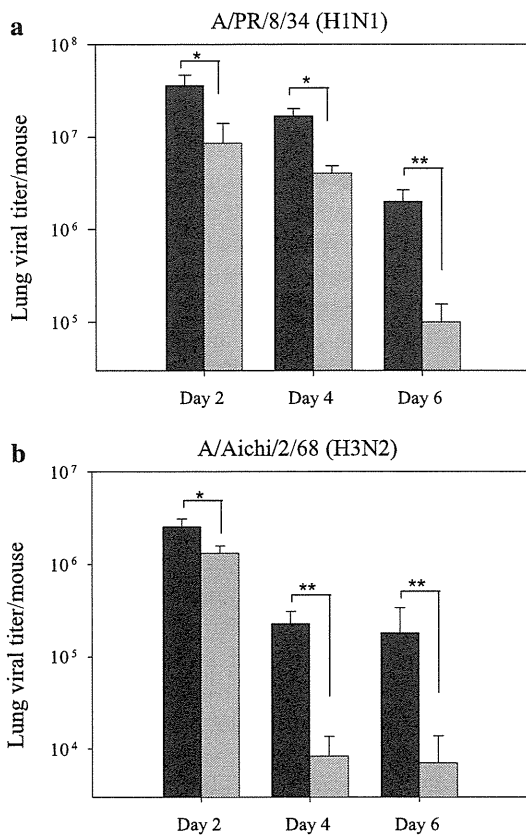 a
A/PR/8/34 (H1N1)
Lung viral titer/mouse
10⁸
10⁷
10⁶
10⁵
*
*
**
Day 2 Day 4 Day 6
b
A/Aichi/2/68 (H3N2)
Lung viral titer/mouse
10⁷
10⁶
10⁵
10⁴
*
**
**
Day 2 Day 4 Day 6